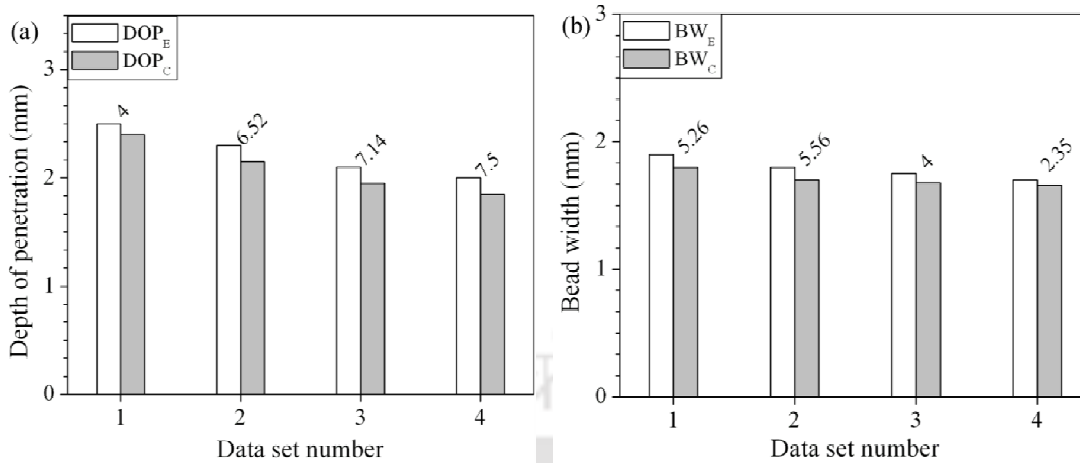 (a)
DOP_E
DOP_C
Depth of penetration (mm)
3
2
1
0
4
6.52
7.14
7.5
1 2 3 4
Data set number
(b)
BW_E
BW_C
Bead width (mm)
3
2
1
0
5.26
5.56
4
2.35
1 2 3 4
Data set number